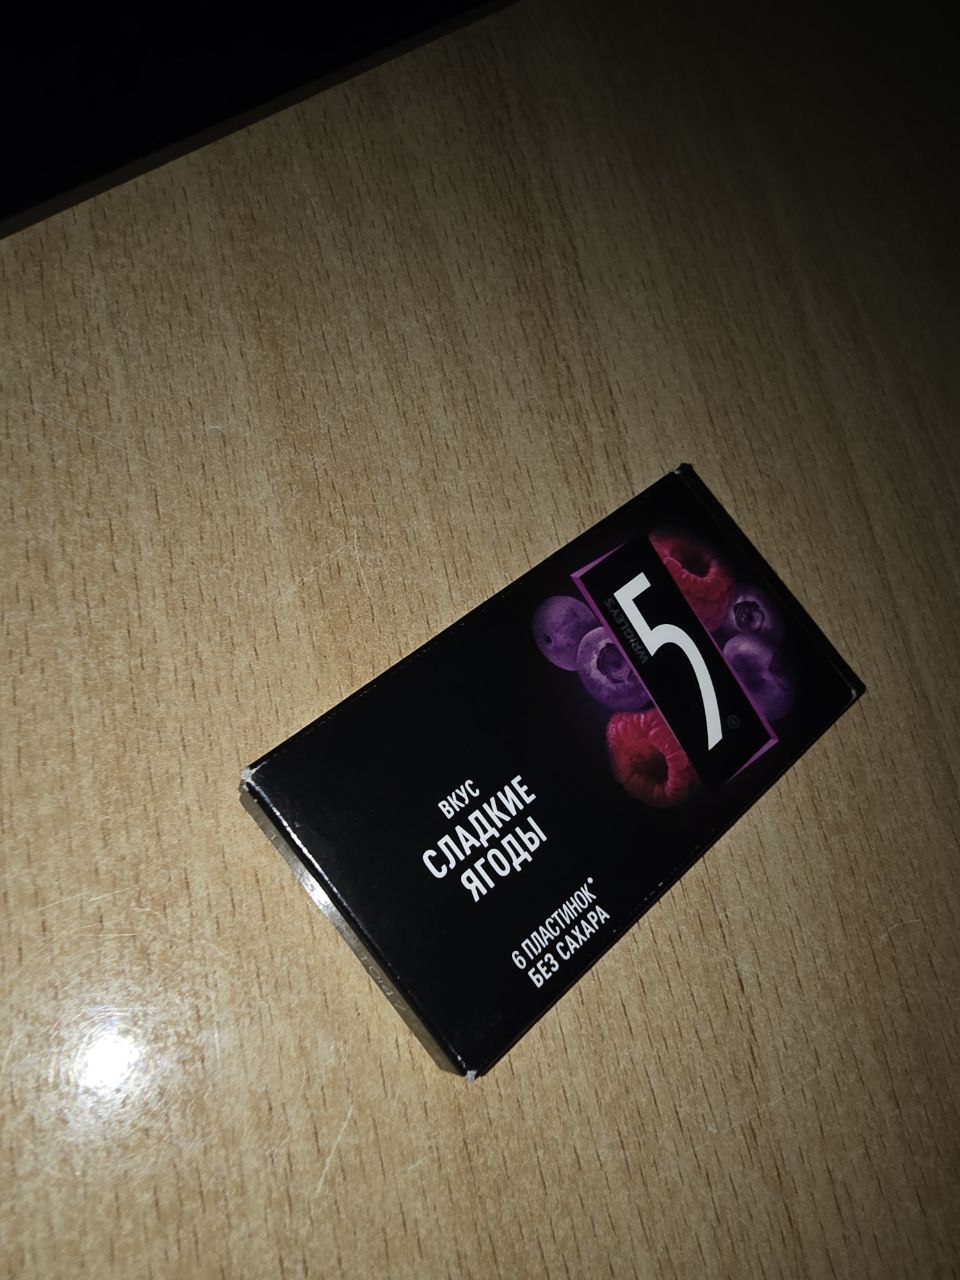 WRIGLEY'S
5®
ВКУС
СЛАДКИЕ
ЯГОДЫ
6 ПЛАСТИНОК*
БЕЗ САХАРА